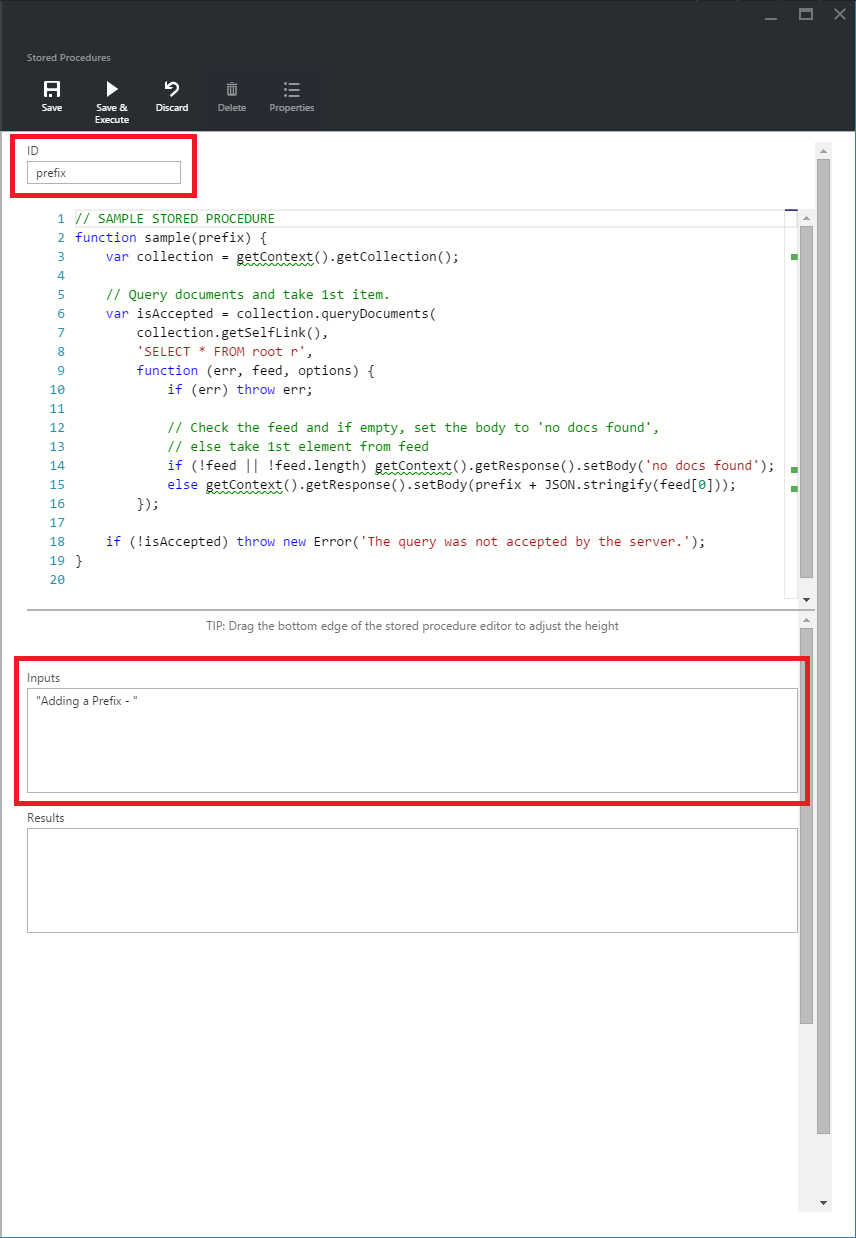 Stored Procedures
Save
Save &
Execute
Discard
Delete
Properties
ID
prefix
1 // SAMPLE STORED PROCEDURE
2 function sample(prefix) {
3     var collection = getContext().getCollection();
4
5     // Query documents and take 1st item.
6     var isAccepted = collection.queryDocuments(
7         collection.getSelfLink(),
8         'SELECT * FROM root r',
9         function (err, feed, options) {
10             if (err) throw err;
11
12             // Check the feed and if empty, set the body to 'no docs found',
13             // else take 1st element from feed
14             if (!feed || !feed.length) getContext().getResponse().setBody('no docs found');
15             else getContext().getResponse().setBody(prefix + JSON.stringify(feed[0]));
16         });
17
18     if (!isAccepted) throw new Error('The query was not accepted by the server.');
19 }
20
TIP: Drag the bottom edge of the stored procedure editor to adjust the height
Inputs
"Adding a Prefix - "
Results